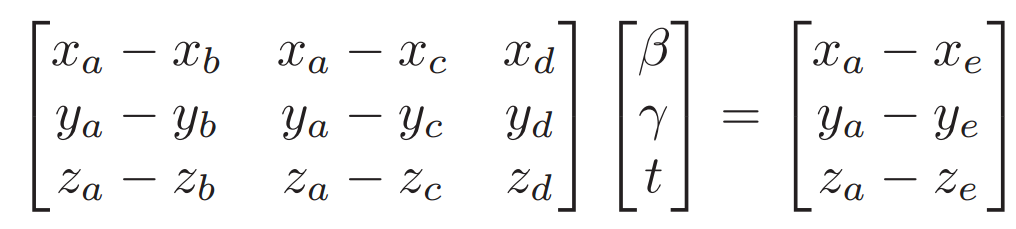 [x_a − x_b  x_a − x_c  x_d] [β] = [x_a − x_e]
[y_a − y_b  y_a − y_c  y_d] [γ] = [y_a − y_e]
[z_a − z_b  z_a − z_c  z_d] [t] = [z_a − z_e]